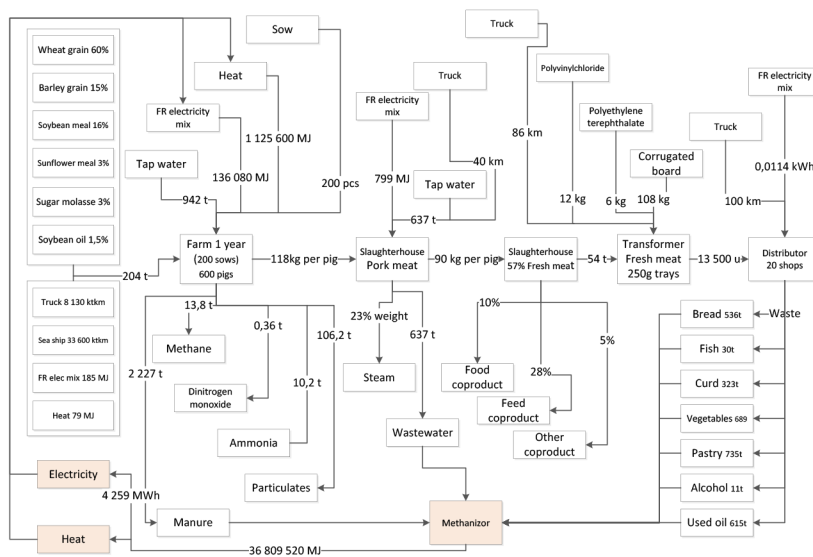 Wheat grain 60%
Barley grain 15%
Soybean meal 16%
Sunflower meal 3%
Sugar molasse 3%
Soybean oil 1,5%
204 t
Truck 8 130 ktkm
Sea ship 33 600 ktkm
FR elec mix 185 MJ
Heat 79 MJ
Sow
Heat
FR electricity
mix
1 125 600 MJ
136 080 MJ
Tap water
942 t
200 pcs
Farm 1 year
(200 sows)
600 pigs
118kg per pig
13,8 t
Methane
0,36 t
Dinitrogen
monoxide
10,2 t
Ammonia
106,2 t
Particulates
2 227 t
Manure
Truck
FR electricity
mix
40 km
799 MJ
Tap water
637 t
Slaughterhouse
Pork meat
90 kg per pig
23% weight
Steam
637 t
Wastewater
Slaughterhouse
57% Fresh meat
54 t
10%
Food
coproduct
28%
Feed
coproduct
5%
Other
coproduct
Truck
86 km
Polyvinylchloride
12 kg
Polyethylene
terephthalate
6 kg
Corrugated
board
108 kg
Transformer
Fresh meat
250g trays
13 500 u
FR electricity
mix
0,0114 kWh
Truck
100 km
Distributor
20 shops
Waste
Bread 536t
Fish 30t
Curd 323t
Vegetables 689
Pastry 735t
Alcohol 11t
Used oil 615t
Methanizor
Electricity
4 259 MWh
Heat
36 809 520 MJ